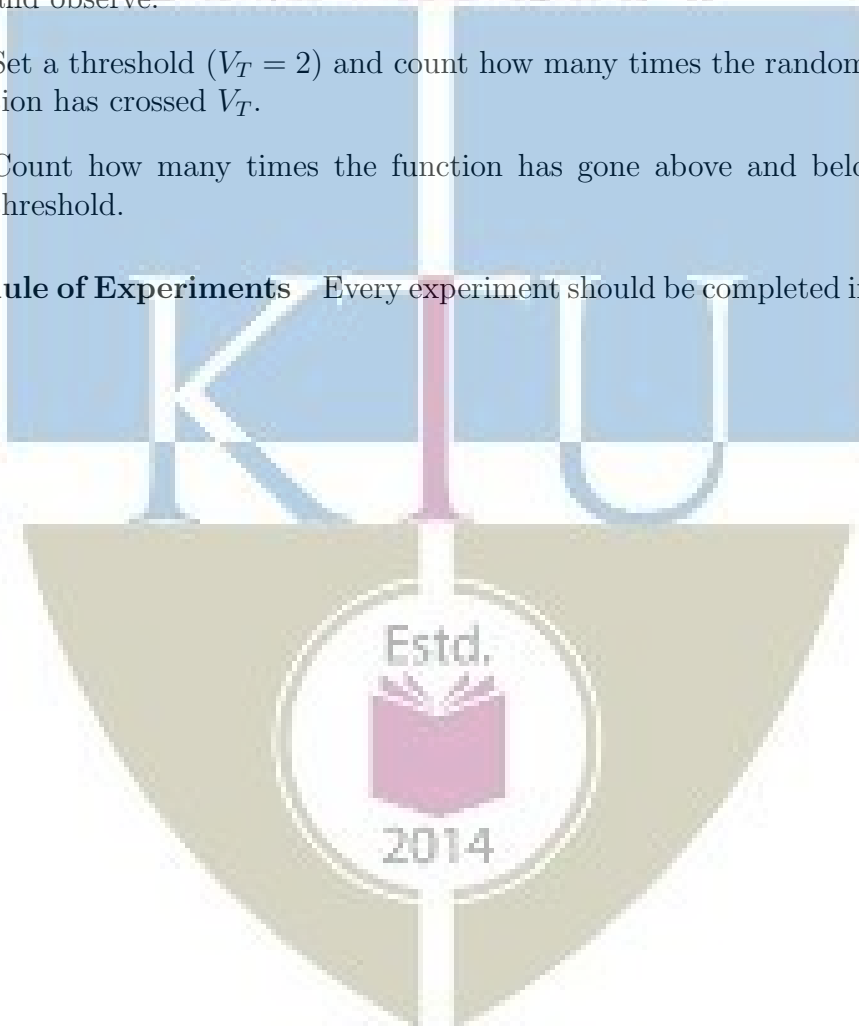 and observe.
Set a threshold (V_T = 2) and count how many times the random
tion has crossed V_T.
Count how many times the function has gone above and belo
threshold.
ule of Experiments Every experiment should be completed in
KTU
Estd.
2014